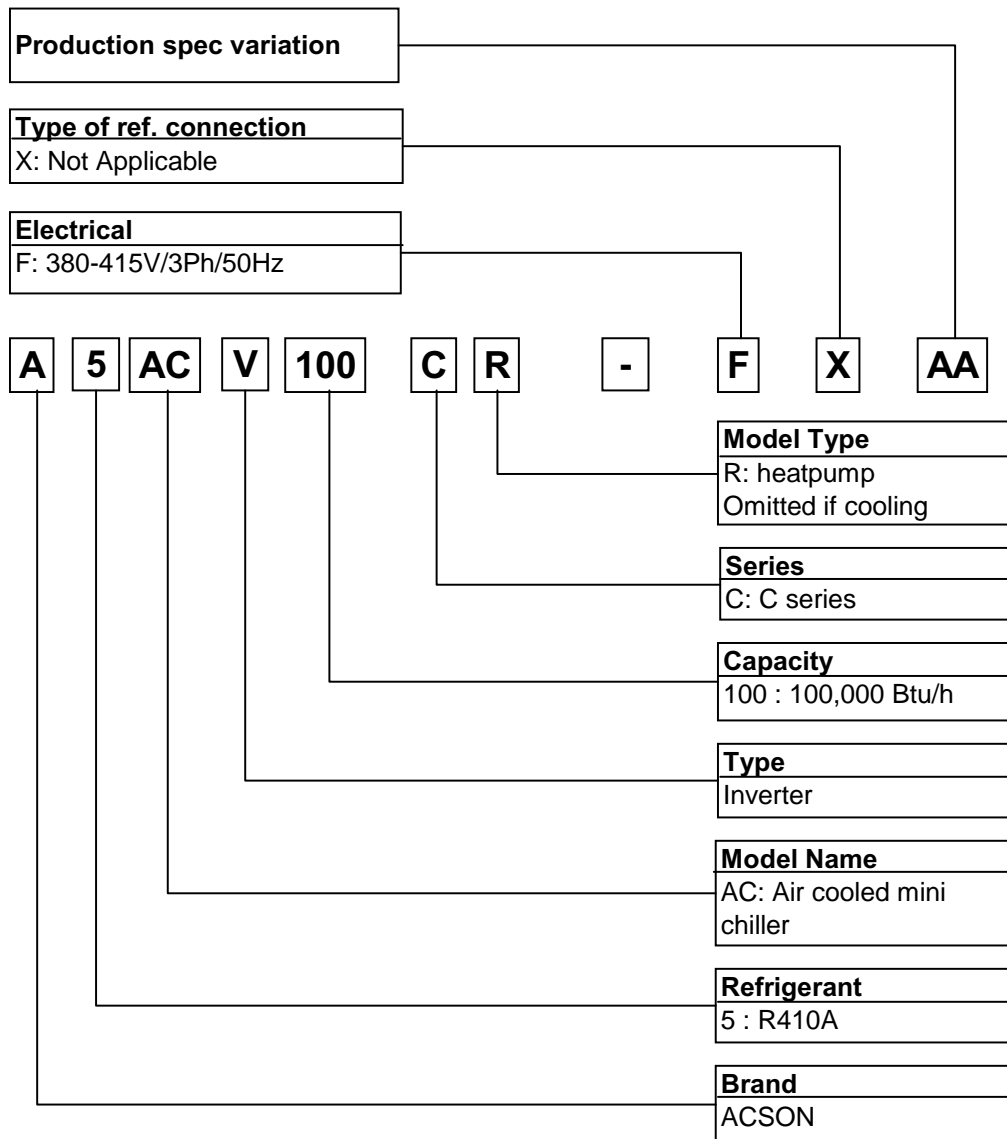 Production spec variation
Type of ref. connection
X: Not Applicable
Electrical
F: 380-415V/3Ph/50Hz
A 5 AC V 100 C R - F X AA
Model Type
R: heatpump
Omitted if cooling
Series
C: C series
Capacity
100 : 100,000 Btu/h
Type
Inverter
Model Name
AC: Air cooled mini
chiller
Refrigerant
5 : R410A
Brand
ACSON